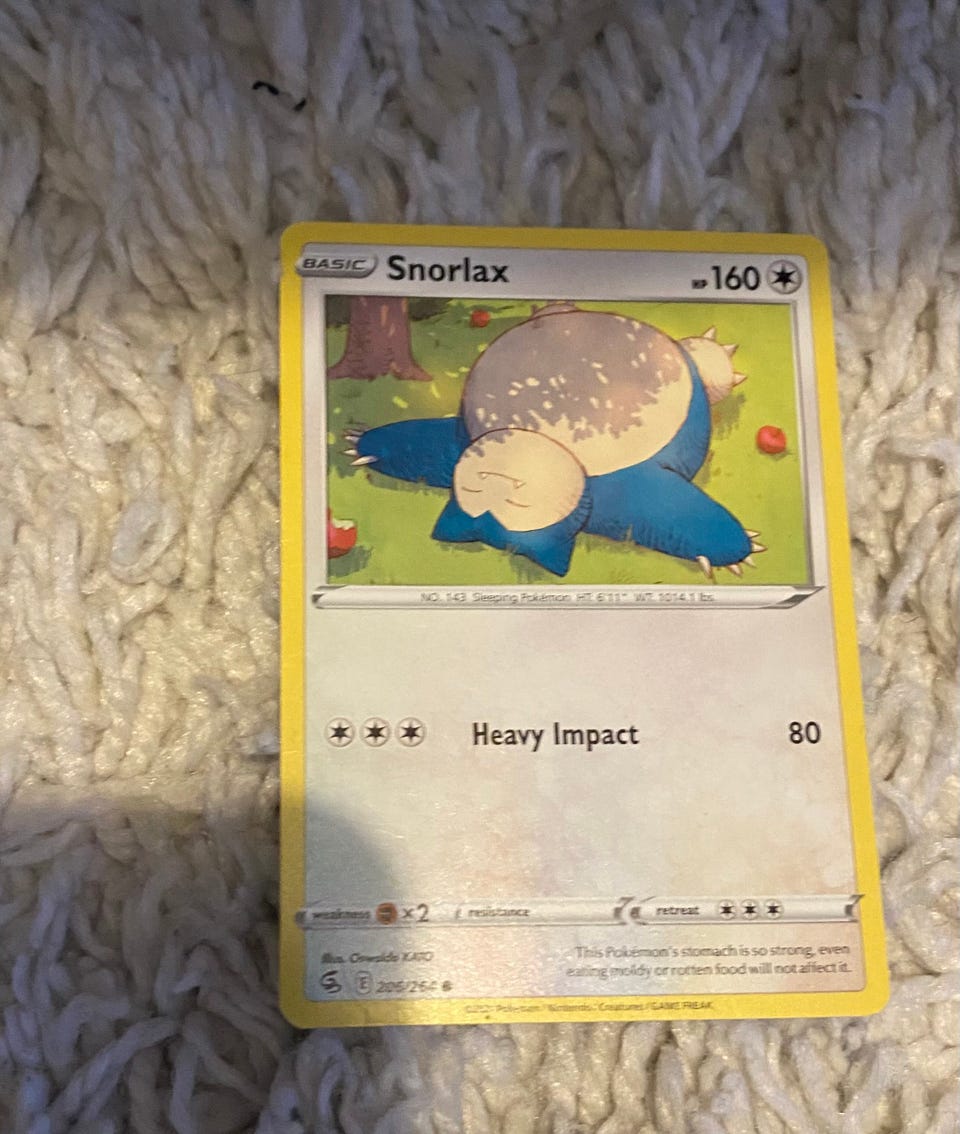 BASIC Snorlax HP 160
NO. 143 Sleeping Pokémon HT: 6'11" WT: 1014.1 lbs.
Heavy Impact 80
weakness ×2 resistance retreat
Illus. Oswaldo KATO
This Pokémon's stomach is so strong, even
eating moldy or rotten food will not affect it.
E 206/264
Pokémon / Nintendo / Creatures / GAME FREAK